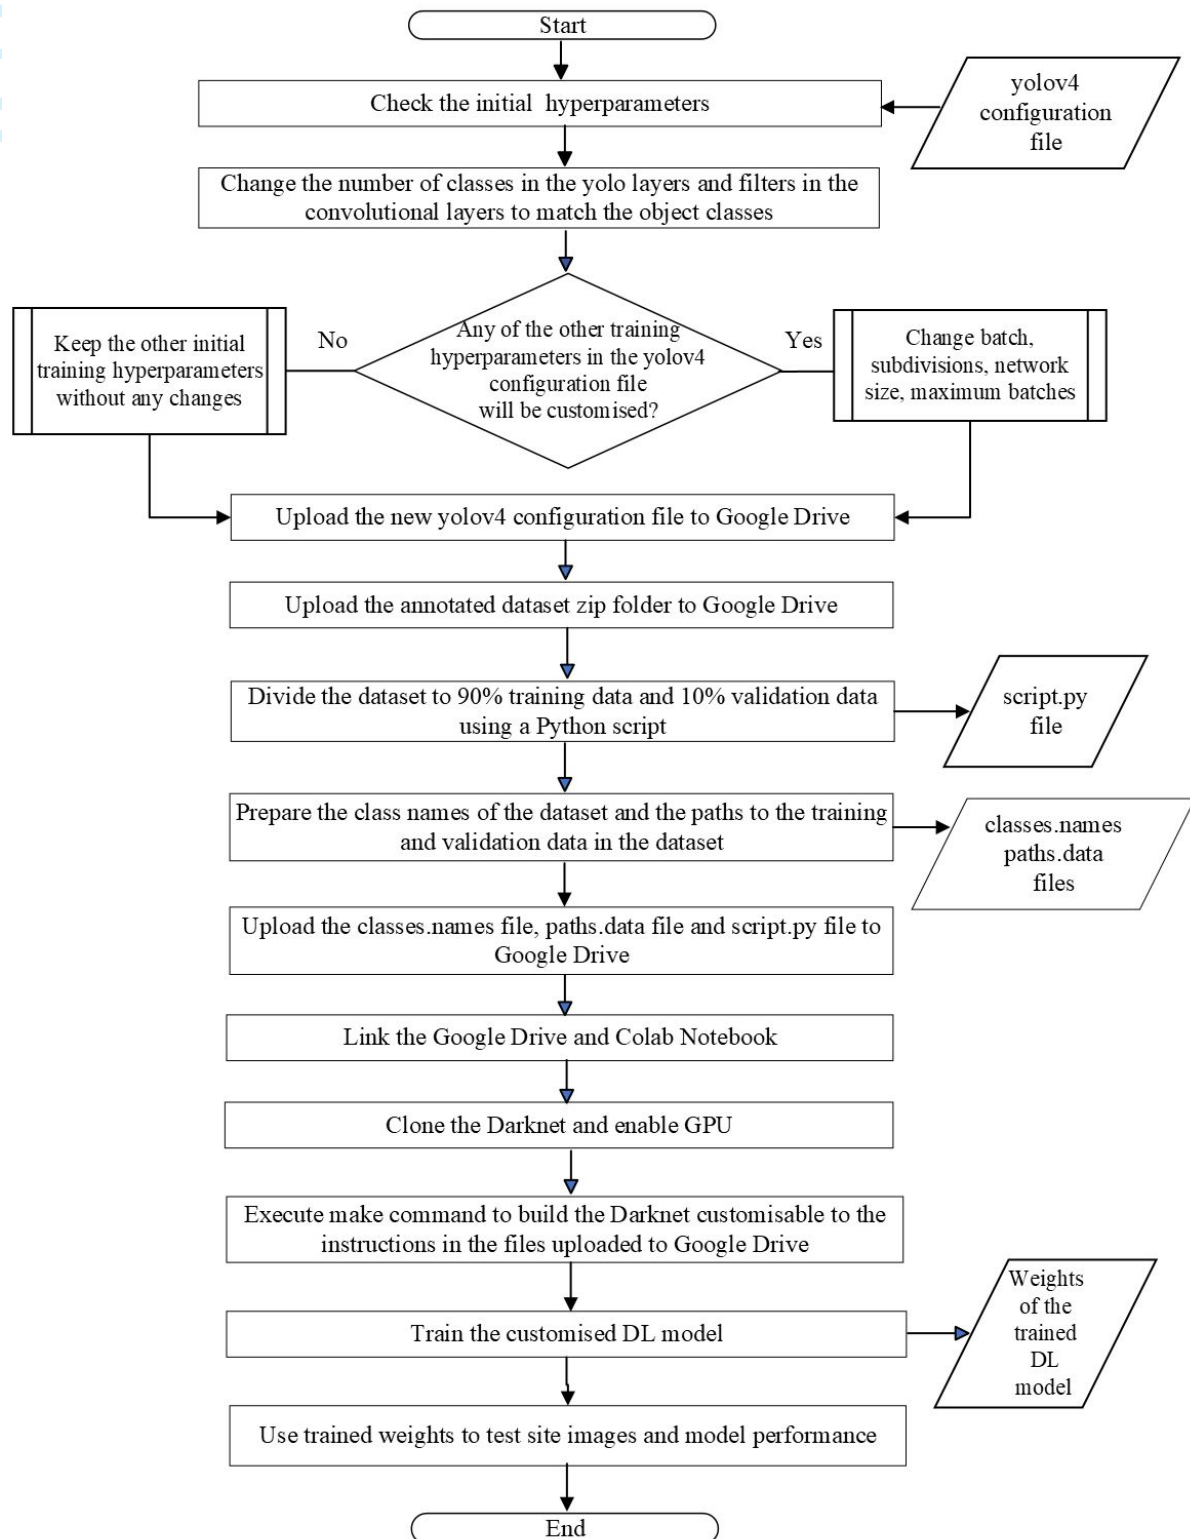 Start
Check the initial hyperparameters
yolov4
configuration
file
Change the number of classes in the yolo layers and filters in the
convolutional layers to match the object classes
Keep the other initial
training hyperparameters
without any changes
No
Any of the other training
hyperparameters in the yolov4
configuration file
will be customised?
Yes
Change batch,
subdivisions, network
size, maximum batches
Upload the new yolov4 configuration file to Google Drive
Upload the annotated dataset zip folder to Google Drive
Divide the dataset to 90% training data and 10% validation data
using a Python script
script.py
file
Prepare the class names of the dataset and the paths to the training
and validation data in the dataset
classes.names
paths.data
files
Upload the classes.names file, paths.data file and script.py file to
Google Drive
Link the Google Drive and Colab Notebook
Clone the Darknet and enable GPU
Execute make command to build the Darknet customisable to the
instructions in the files uploaded to Google Drive
Train the customised DL model
Weights
of the
trained
DL
model
Use trained weights to test site images and model performance
End